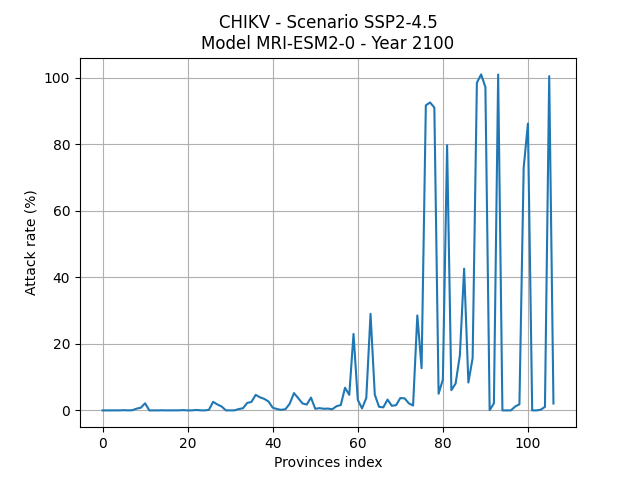 CHIKV - Scenario SSP2-4.5
Model MRI-ESM2-0 - Year 2100
100
80
60
40
20
0
Attack rate (%)
0 20 40 60 80 100
Provinces index